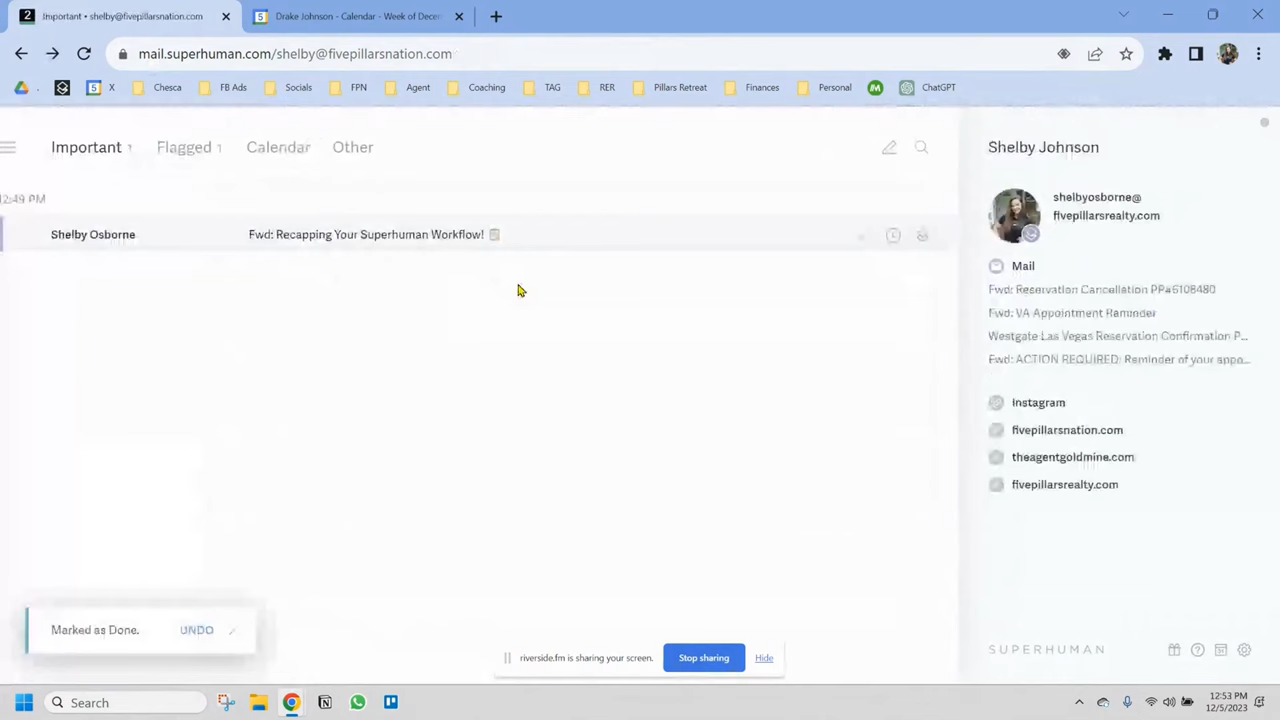 Important • shelby@fivepillarsnation.com
Drake Johnson - Calendar - Week of Decem
mail.superhuman.com/shelby@fivepillarsnation.com
X Chesca FB Ads Socials FPN Agent Coaching TAG RER Pillars Retreat Finances Personal ChatGPT
Important 1 Flagged 1 Calendar Other
12:49 PM
Shelby Osborne Fwd: Recapping Your Superhuman Workflow!
Shelby Johnson
shelbyosborne@
fivepillarsrealty.com
Mail
Fwd: Reservation Cancellation PP#6108480
Fwd: VA Appointment Reminder
Westgate Las Vegas Reservation Confirmation P...
Fwd: ACTION REQUIRED: Reminder of your appo...
Instagram
fivepillarsnation.com
theagentgoldmine.com
fivepillarsrealty.com
Marked as Done. UNDO
riverside.fm is sharing your screen. Stop sharing Hide
SUPERHUMAN
Search
12:53 PM
12/5/2023